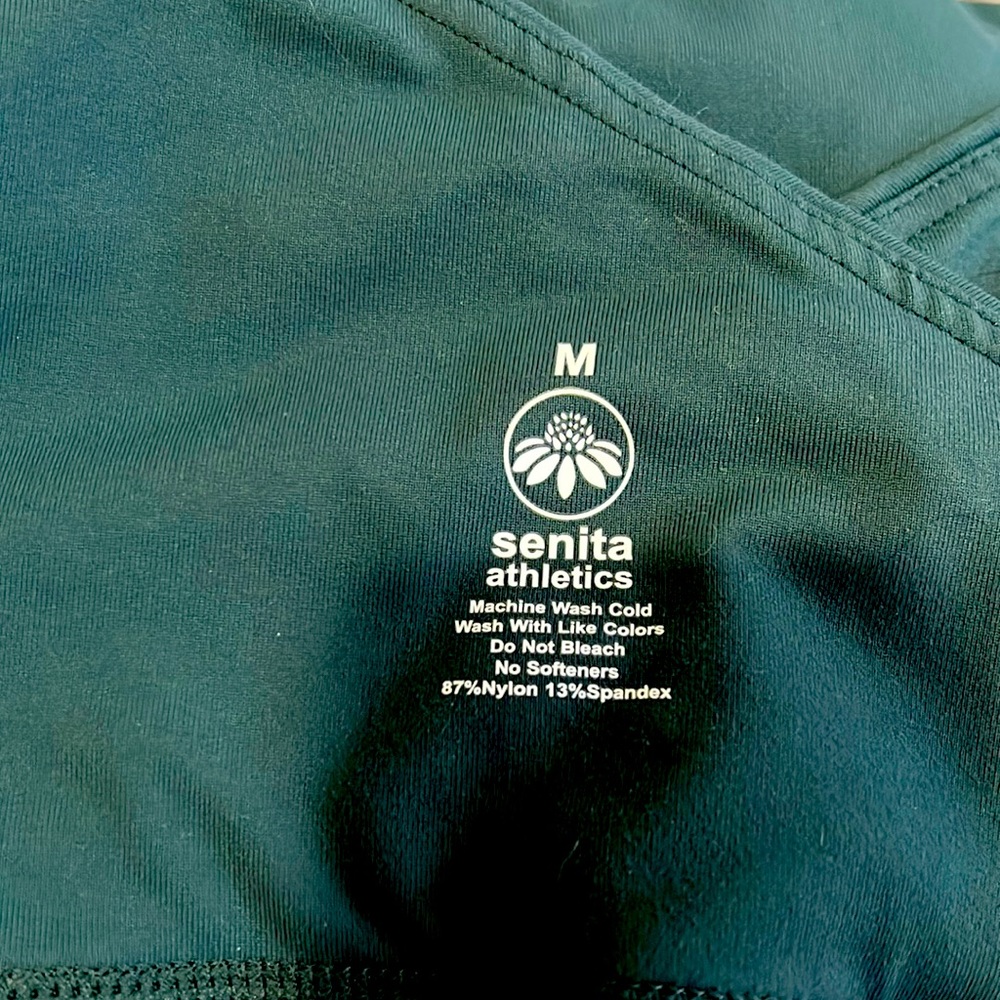 M
senita
athletics
Machine Wash Cold
Wash With Like Colors
Do Not Bleach
No Softeners
87%Nylon 13%Spandex